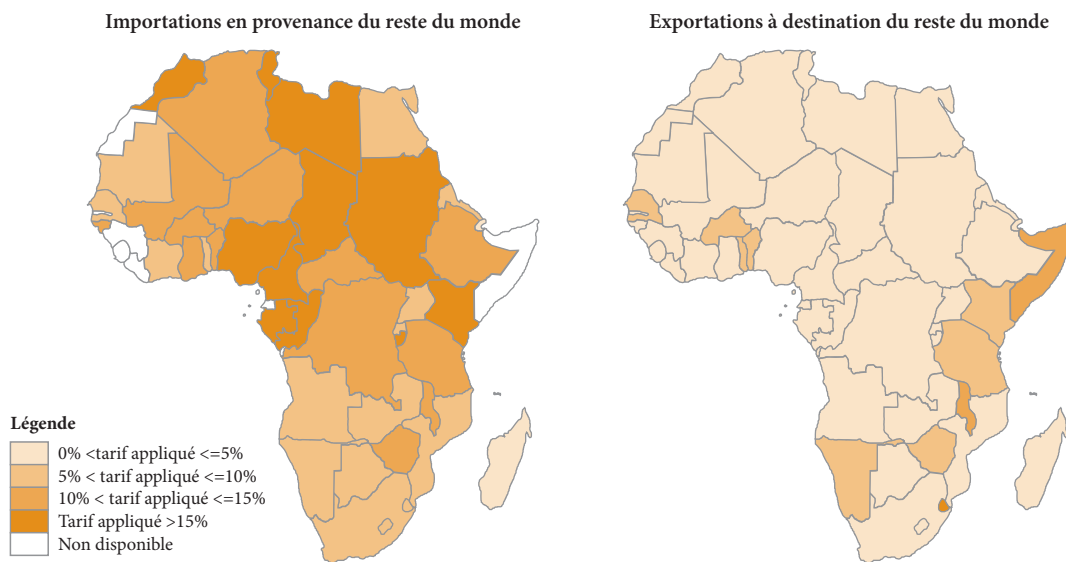 Importations en provenance du reste du monde
Exportations à destination du reste du monde
Légende
0% <tarif appliqué <=5%
5% < tarif appliqué <=10%
10% < tarif appliqué <=15%
Tarif appliqué >15%
Non disponible